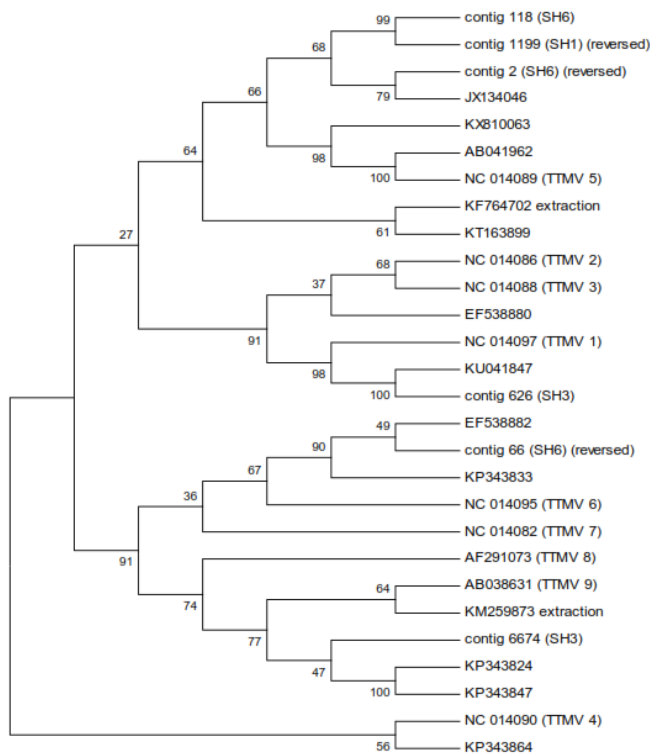 99
contig 118 (SH6)
68
contig 1199 (SH1) (reversed)
66
contig 2 (SH6) (reversed)
79
JX134046
64
KX810063
98
AB041962
100
NC 014089 (TTMV 5)
KF764702 extraction
61
KT163899
27
68
NC 014086 (TTMV 2)
37
NC 014088 (TTMV 3)
EF538880
91
NC 014097 (TTMV 1)
98
KU041847
100
contig 626 (SH3)
49
EF538882
90
contig 66 (SH6) (reversed)
67
KP343833
36
NC 014095 (TTMV 6)
NC 014082 (TTMV 7)
91
AF291073 (TTMV 8)
74
64
AB038631 (TTMV 9)
KM259873 extraction
77
contig 6674 (SH3)
47
KP343824
100
KP343847
NC 014090 (TTMV 4)
56
KP343864